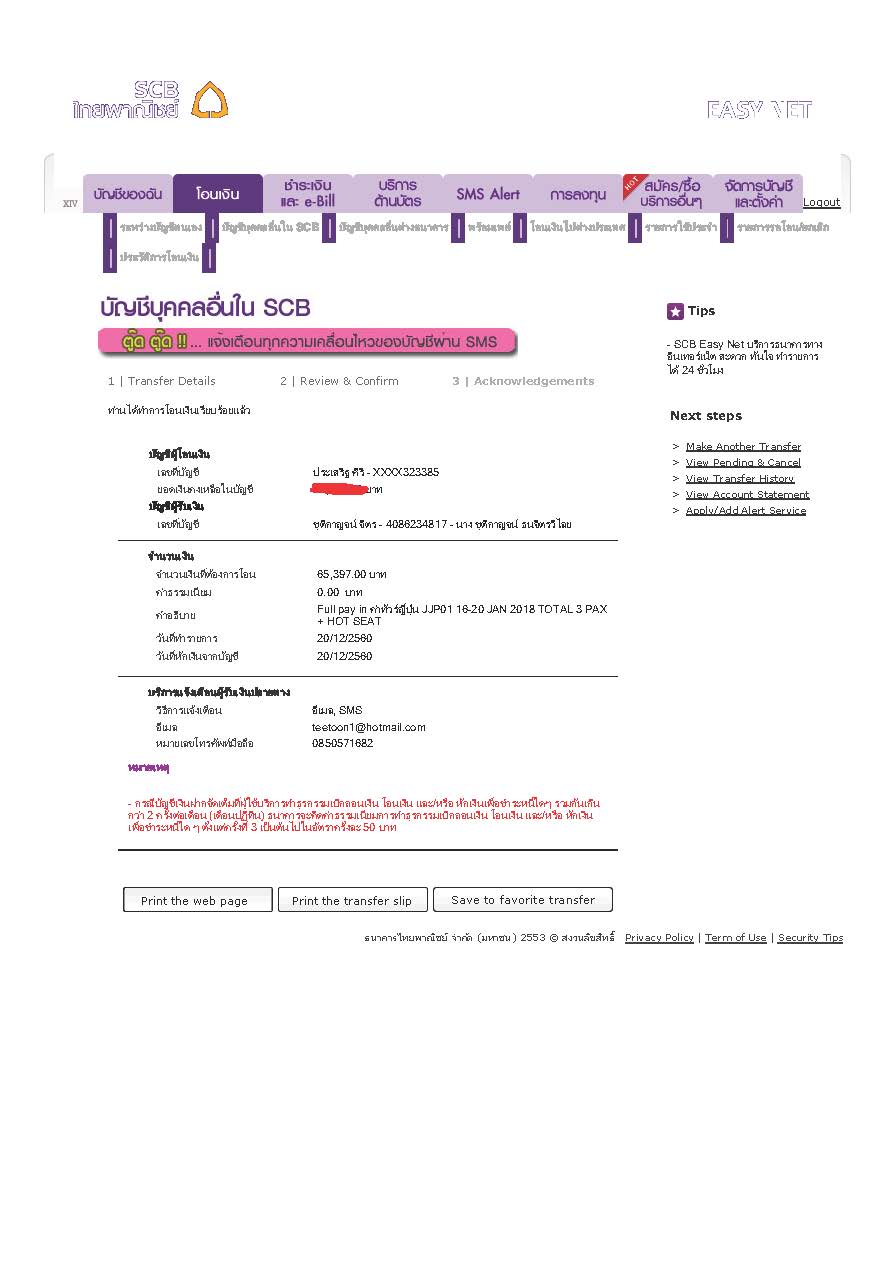 SCB
ไทยพาณิชย์
EASY NET
XIV
บัญชีของฉัน
โอนเงิน
ชำระเงิน
และ e-Bill
บริการ
ด้านบัตร
SMS Alert
การลงทุน
HOT
สมัคร/ซื้อ
บริการอื่นๆ
จัดการบัญชี
และตั้งค่า
Logout
ระหว่างบัญชีตนเอง
บัญชีบุคคลอื่นใน SCB
บัญชีบุคคลอื่นต่างธนาคาร
พร้อมเพย์
โอนเงินไปต่างประเทศ
รายการใช้ประจำ
รายการรอโอน/ยกเลิก
ประวัติการโอนเงิน
บัญชีบุคคลอื่นใน SCB
ตู๊ด ตู๊ด !! ... แจ้งเตือนทุกความเคลื่อนไหวของบัญชีผ่าน SMS
1 | Transfer Details
2 | Review & Confirm
3 | Acknowledgements
ท่านได้ทำการโอนเงินเรียบร้อยแล้ว
บัญชีผู้โอนเงิน
เลขที่บัญชี ประเสริฐ คีรี - XXXX323385
ยอดเงินคงเหลือในบัญชี บาท
บัญชีผู้รับเงิน
เลขที่บัญชี ชุติกาญจน์ จิตร - 4086234817 - นาง ชุติกาญจน์ ธนจิตรวิไลย
จำนวนเงิน
จำนวนเงินที่ต้องการโอน 65,397.00 บาท
ค่าธรรมเนียม 0.00 บาท
คำอธิบาย Full pay in ค่าทัวร์ญี่ปุ่น JJP01 16-20 JAN 2018 TOTAL 3 PAX
+ HOT SEAT
วันที่ทำรายการ 20/12/2560
วันที่หักเงินจากบัญชี 20/12/2560
บริการแจ้งเตือนผู้รับเงินปลายทาง
วิธีการแจ้งเตือน อีเมล, SMS
อีเมล teetoon1@hotmail.com
หมายเลขโทรศัพท์มือถือ 0850571682
หมายเหตุ
- กรณีบัญชีเงินฝากจัดเต็มที่ผู้ใช้บริการทำธุรกรรมเบิกถอนเงิน โอนเงิน และ/หรือ หักเงินเพื่อชำระหนี้ใดๆ รวมกันเกิน
กว่า 2 ครั้งต่อเดือน (เดือนปฏิทิน) ธนาคารจะคิดค่าธรรมเนียมการทำธุรกรรมเบิกถอนเงิน โอนเงิน และ/หรือ หักเงิน
เพื่อชำระหนี้ใด ๆ ตั้งแต่ครั้งที่ 3 เป็นต้นไปในอัตราครั้งละ 50 บาท
Print the web page
Print the transfer slip
Save to favorite transfer
Tips
- SCB Easy Net บริการธนาคารทาง
อินเทอร์เน็ต สะดวก ทันใจ ทำรายการ
ได้ 24 ชั่วโมง
Next steps
> Make Another Transfer
> View Pending & Cancel
> View Transfer History
> View Account Statement
> Apply/Add Alert Service
ธนาคารไทยพาณิชย์ จำกัด (มหาชน) 2553 © สงวนลิขสิทธิ์ Privacy Policy | Term of Use | Security Tips